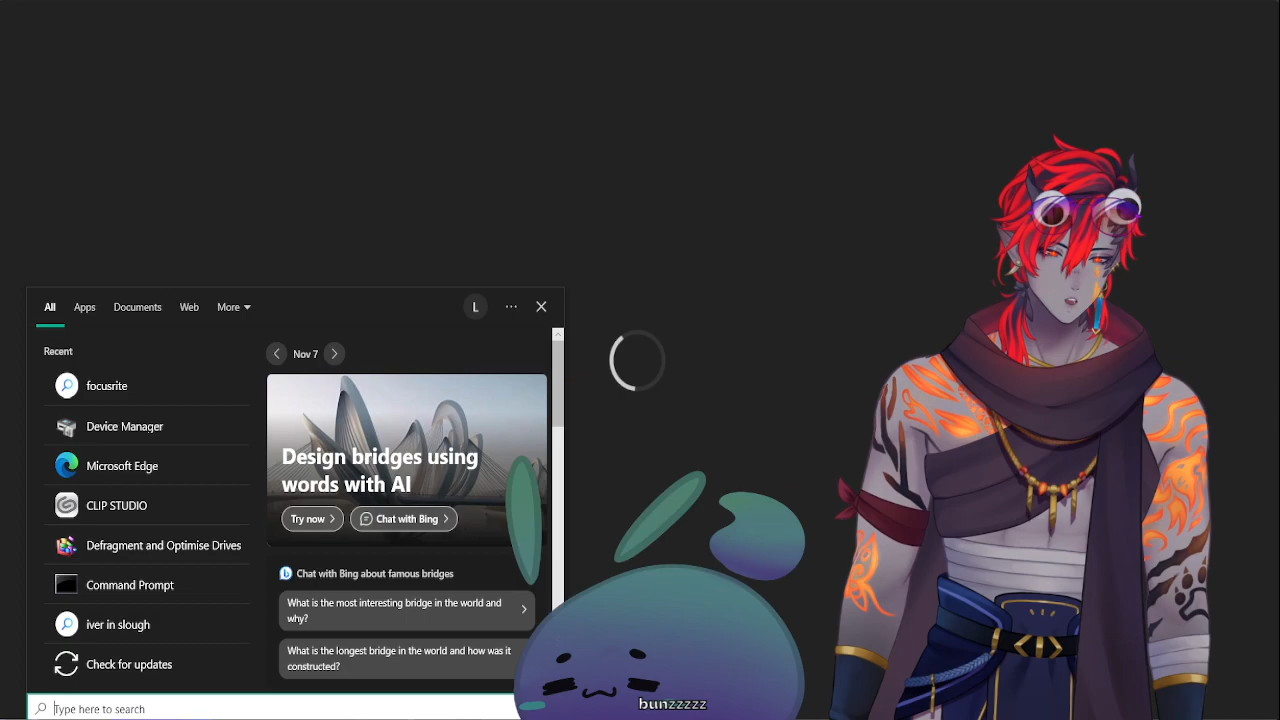 All
Apps
Documents
Web
More
L
Recent
Nov 7
focusrite
Device Manager
Microsoft Edge
CLIP STUDIO
Defragment and Optimise Drives
Command Prompt
iver in slough
Check for updates
Design bridges using
words with AI
Try now
Chat with Bing
Chat with Bing about famous bridges
What is the most interesting bridge in the world and
why?
What is the longest bridge in the world and how was it
constructed?
Type here to search
bunzzzzz